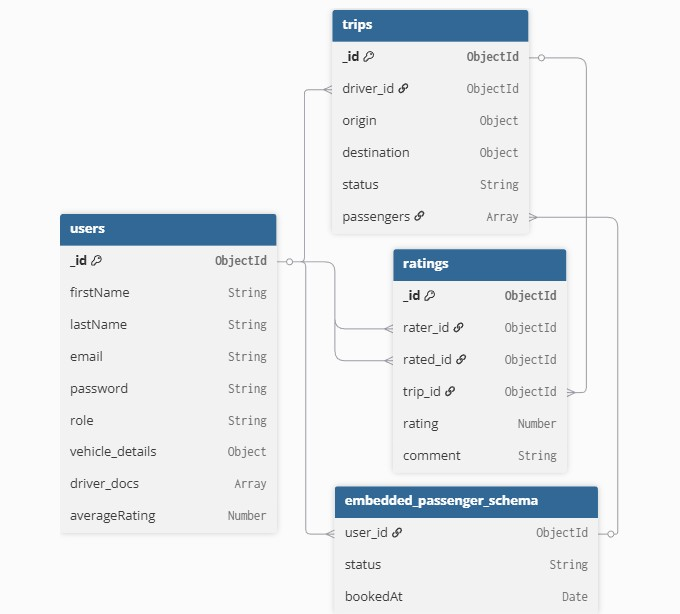 trips
_id ObjectId
driver_id ObjectId
origin Object
destination Object
status String
passengers Array
users
_id ObjectId
firstName String
lastName String
email String
password String
role String
vehicle_details Object
driver_docs Array
averageRating Number
ratings
_id ObjectId
rater_id ObjectId
rated_id ObjectId
trip_id ObjectId
rating Number
comment String
embedded_passenger_schema
user_id ObjectId
status String
bookedAt Date